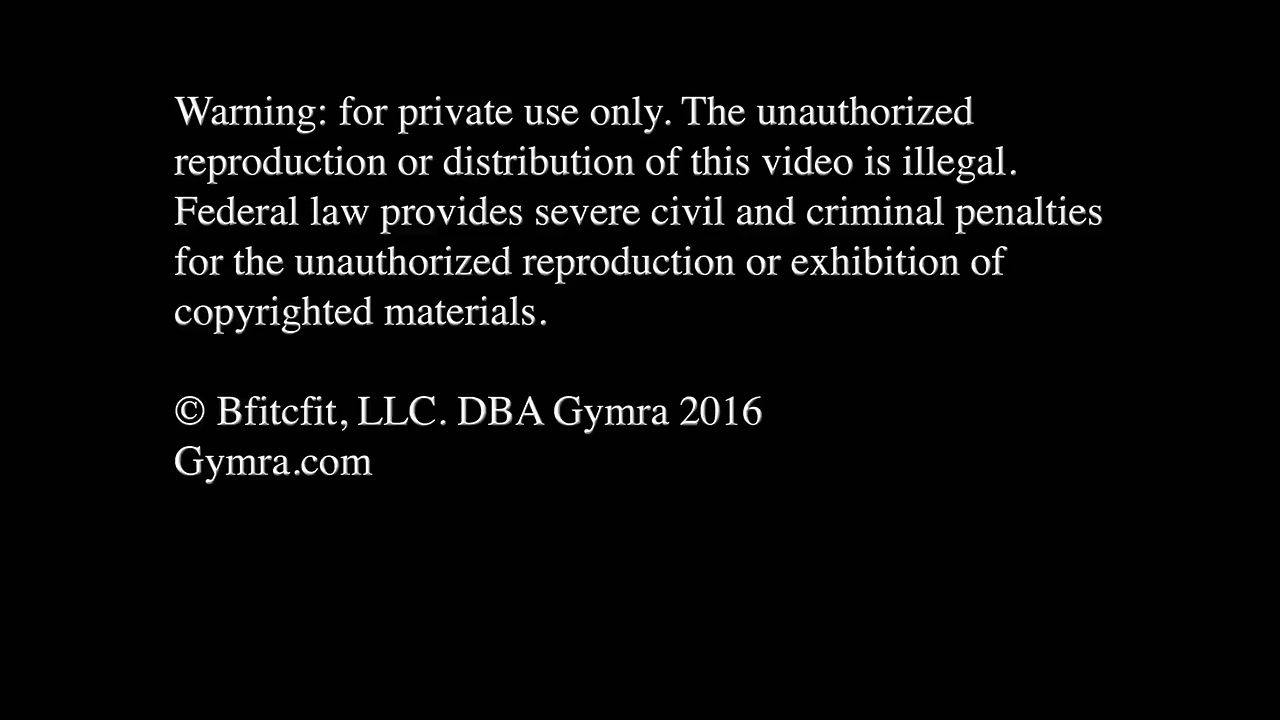 Warning: for private use only. The unauthorized
reproduction or distribution of this video is illegal.
Federal law provides severe civil and criminal penalties
for the unauthorized reproduction or exhibition of
copyrighted materials.
© Bfitcfit, LLC. DBA Gymra 2016
Gymra.com